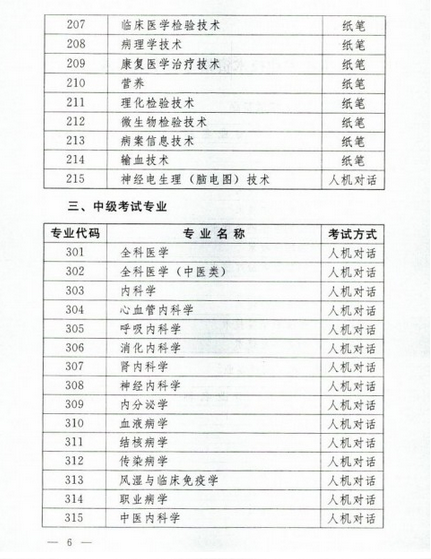 207 临床医学检验技术 纸笔
208 病理学技术 纸笔
209 康复医学治疗技术 纸笔
210 营养 纸笔
211 理化检验技术 纸笔
212 微生物检验技术 纸笔
213 病案信息技术 纸笔
214 输血技术 纸笔
215 神经电生理（脑电图）技术 人机对话
三、中级考试专业
专业代码 专业名称 考试方式
301 全科医学 人机对话
302 全科医学（中医类） 人机对话
303 内科学 人机对话
304 心血管内科学 人机对话
305 呼吸内科学 人机对话
306 消化内科学 人机对话
307 肾内科学 人机对话
308 神经内科学 人机对话
309 内分泌学 人机对话
310 血液病学 人机对话
311 结核病学 人机对话
312 传染病学 人机对话
313 风湿与临床免疫学 人机对话
314 职业病学 人机对话
315 中医内科学 人机对话
— 6 —